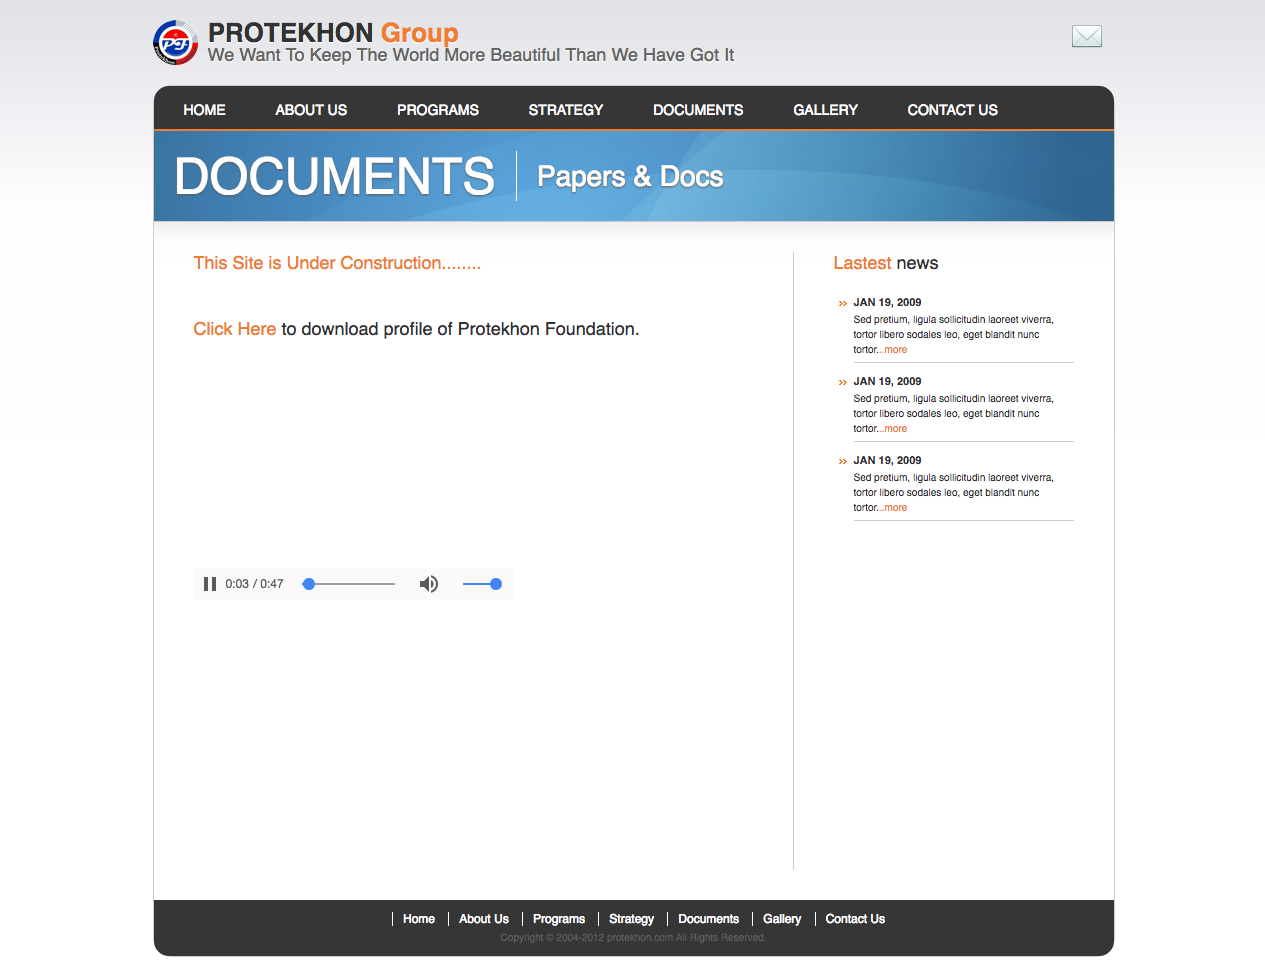 PROTEKHON Group
We Want To Keep The World More Beautiful Than We Have Got It
HOME ABOUT US PROGRAMS STRATEGY DOCUMENTS GALLERY CONTACT US
DOCUMENTS Papers & Docs
This Site is Under Construction........
Click Here to download profile of Protekhon Foundation.
0:03 / 0:47
Lastest news
JAN 19, 2009
Sed pretium, ligula sollicitudin laoreet viverra,
tortor libero sodales leo, eget blandit nunc
tortor...more
JAN 19, 2009
Sed pretium, ligula sollicitudin laoreet viverra,
tortor libero sodales leo, eget blandit nunc
tortor...more
JAN 19, 2009
Sed pretium, ligula sollicitudin laoreet viverra,
tortor libero sodales leo, eget blandit nunc
tortor...more
Home About Us Programs Strategy Documents Gallery Contact Us
Copyright © 2004-2012 protekhon.com All Rights Reserved.